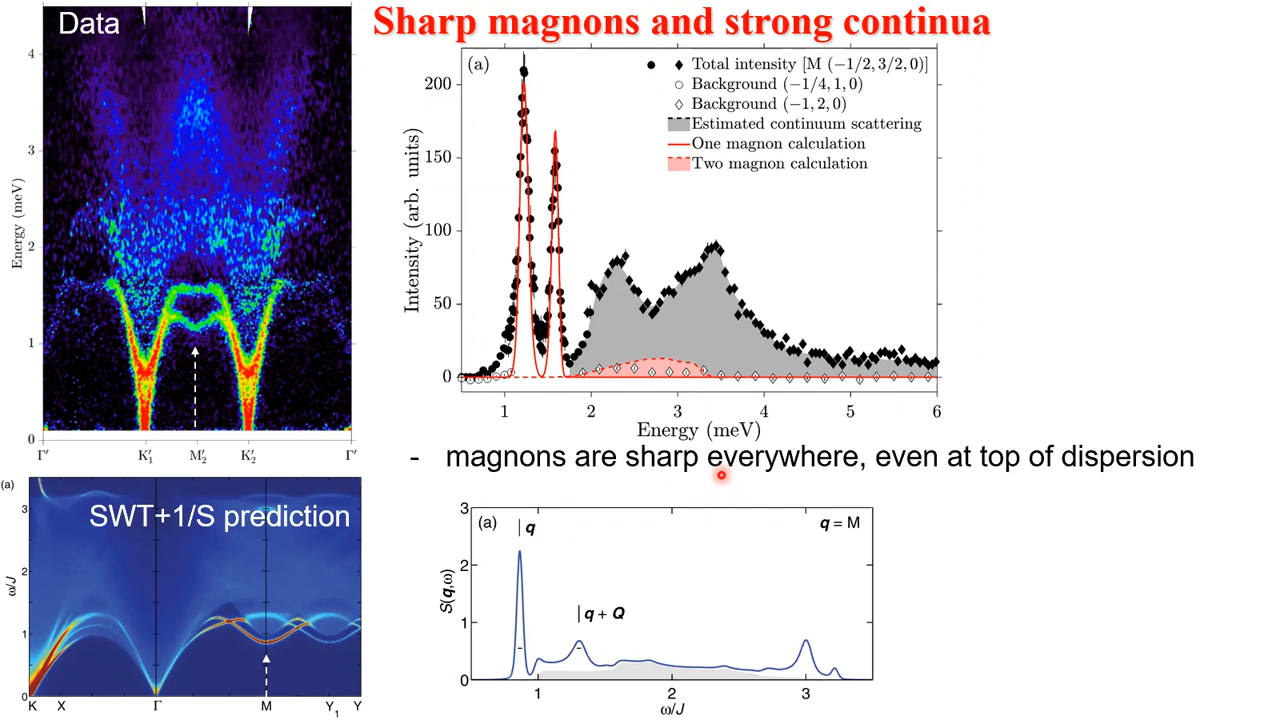 Sharp magnons and strong continua
Data
4
3
2
1
0
Energy (meV)
Γ′
K′₁
M′₂
K′₂
Γ′
(a)
Total intensity [M (−1/2, 3/2, 0)]
Background (−1/4, 1, 0)
Background (−1, 2, 0)
Estimated continuum scattering
One magnon calculation
Two magnon calculation
200
150
100
50
0
Intensity (arb. units)
1
2
3
4
5
6
Energy (meV)
- magnons are sharp everywhere, even at top of dispersion
(a)
SWT+1/S prediction
3
2
1
0
ω/J
K
X
Γ
M
Y₁
Y
(a)
q = M
q
q + Q
3
2
1
0
S(q,ω)
1
2
3
ω/J